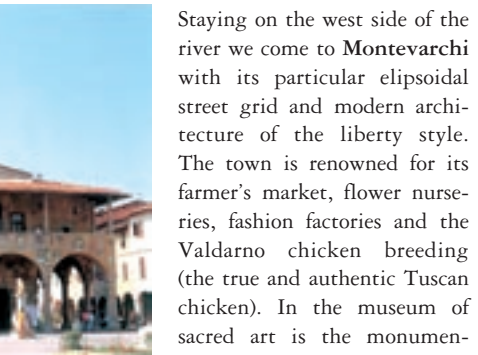 Staying on the west side of the
river we come to Montevarchi
with its particular elipsoidal
street grid and modern archi-
tecture of the liberty style.
The town is renowned for its
farmer's market, flower nurse-
ries, fashion factories and the
Valdarno chicken breeding
(the true and authentic Tuscan
chicken). In the museum of
sacred art is the monumen-